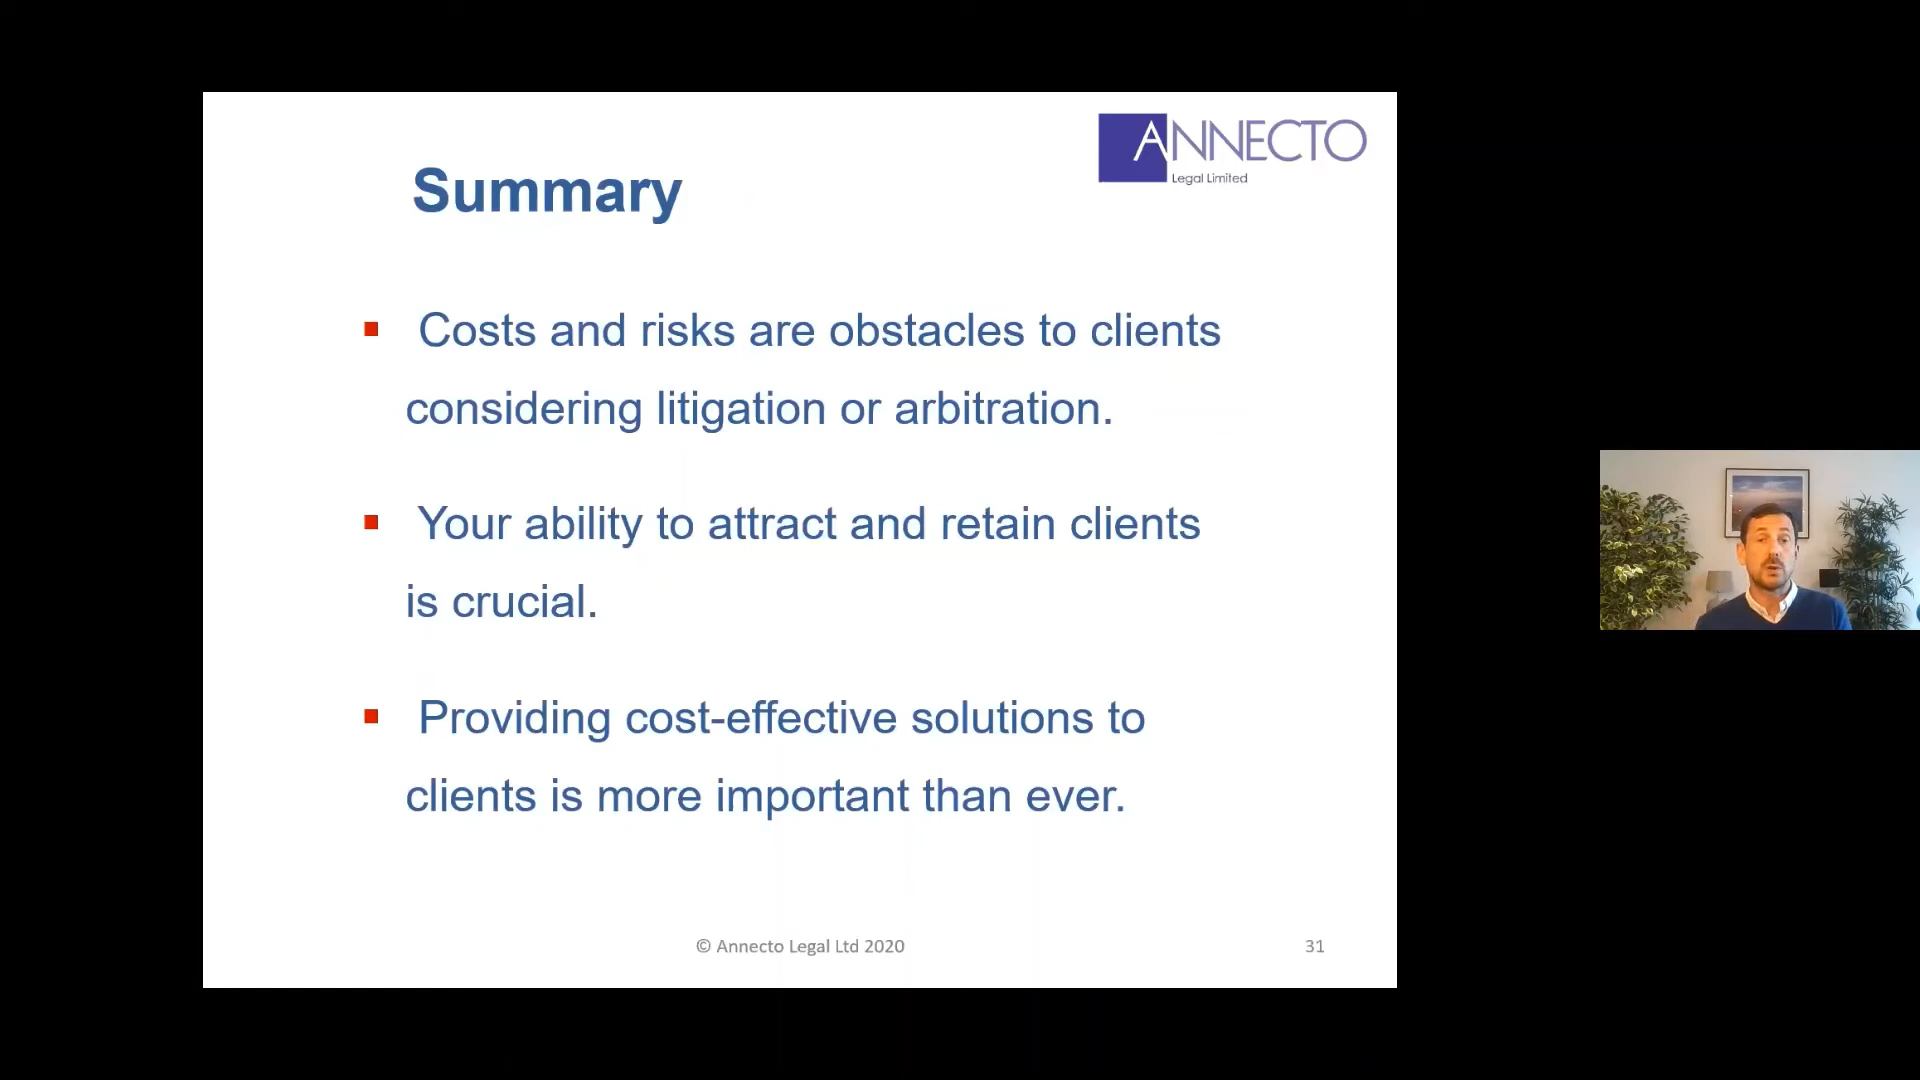 ANNECTO
Legal Limited
Summary
Costs and risks are obstacles to clients
considering litigation or arbitration.
Your ability to attract and retain clients
is crucial.
Providing cost-effective solutions to
clients is more important than ever.
© Annecto Legal Ltd 2020
31